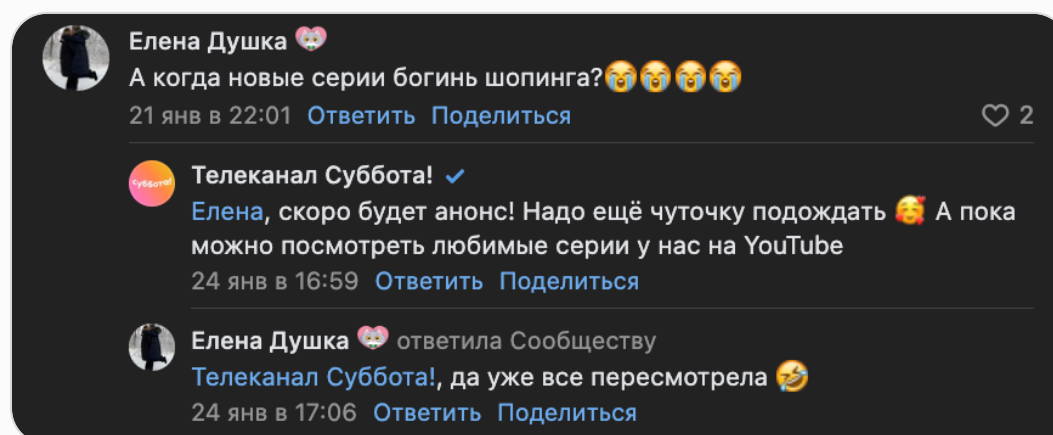 Елена Душка
А когда новые серии богинь шопинга?😭😭😭😭
21 янв в 22:01 Ответить Поделиться 2
суббота!
Телеканал Суббота!
Елена, скоро будет анонс! Надо ещё чуточку подождать 🥰 А пока
можно посмотреть любимые серии у нас на YouTube
24 янв в 16:59 Ответить Поделиться
Елена Душка ответила Сообществу
Телеканал Суббота!, да уже все пересмотрела 🤣
24 янв в 17:06 Ответить Поделиться